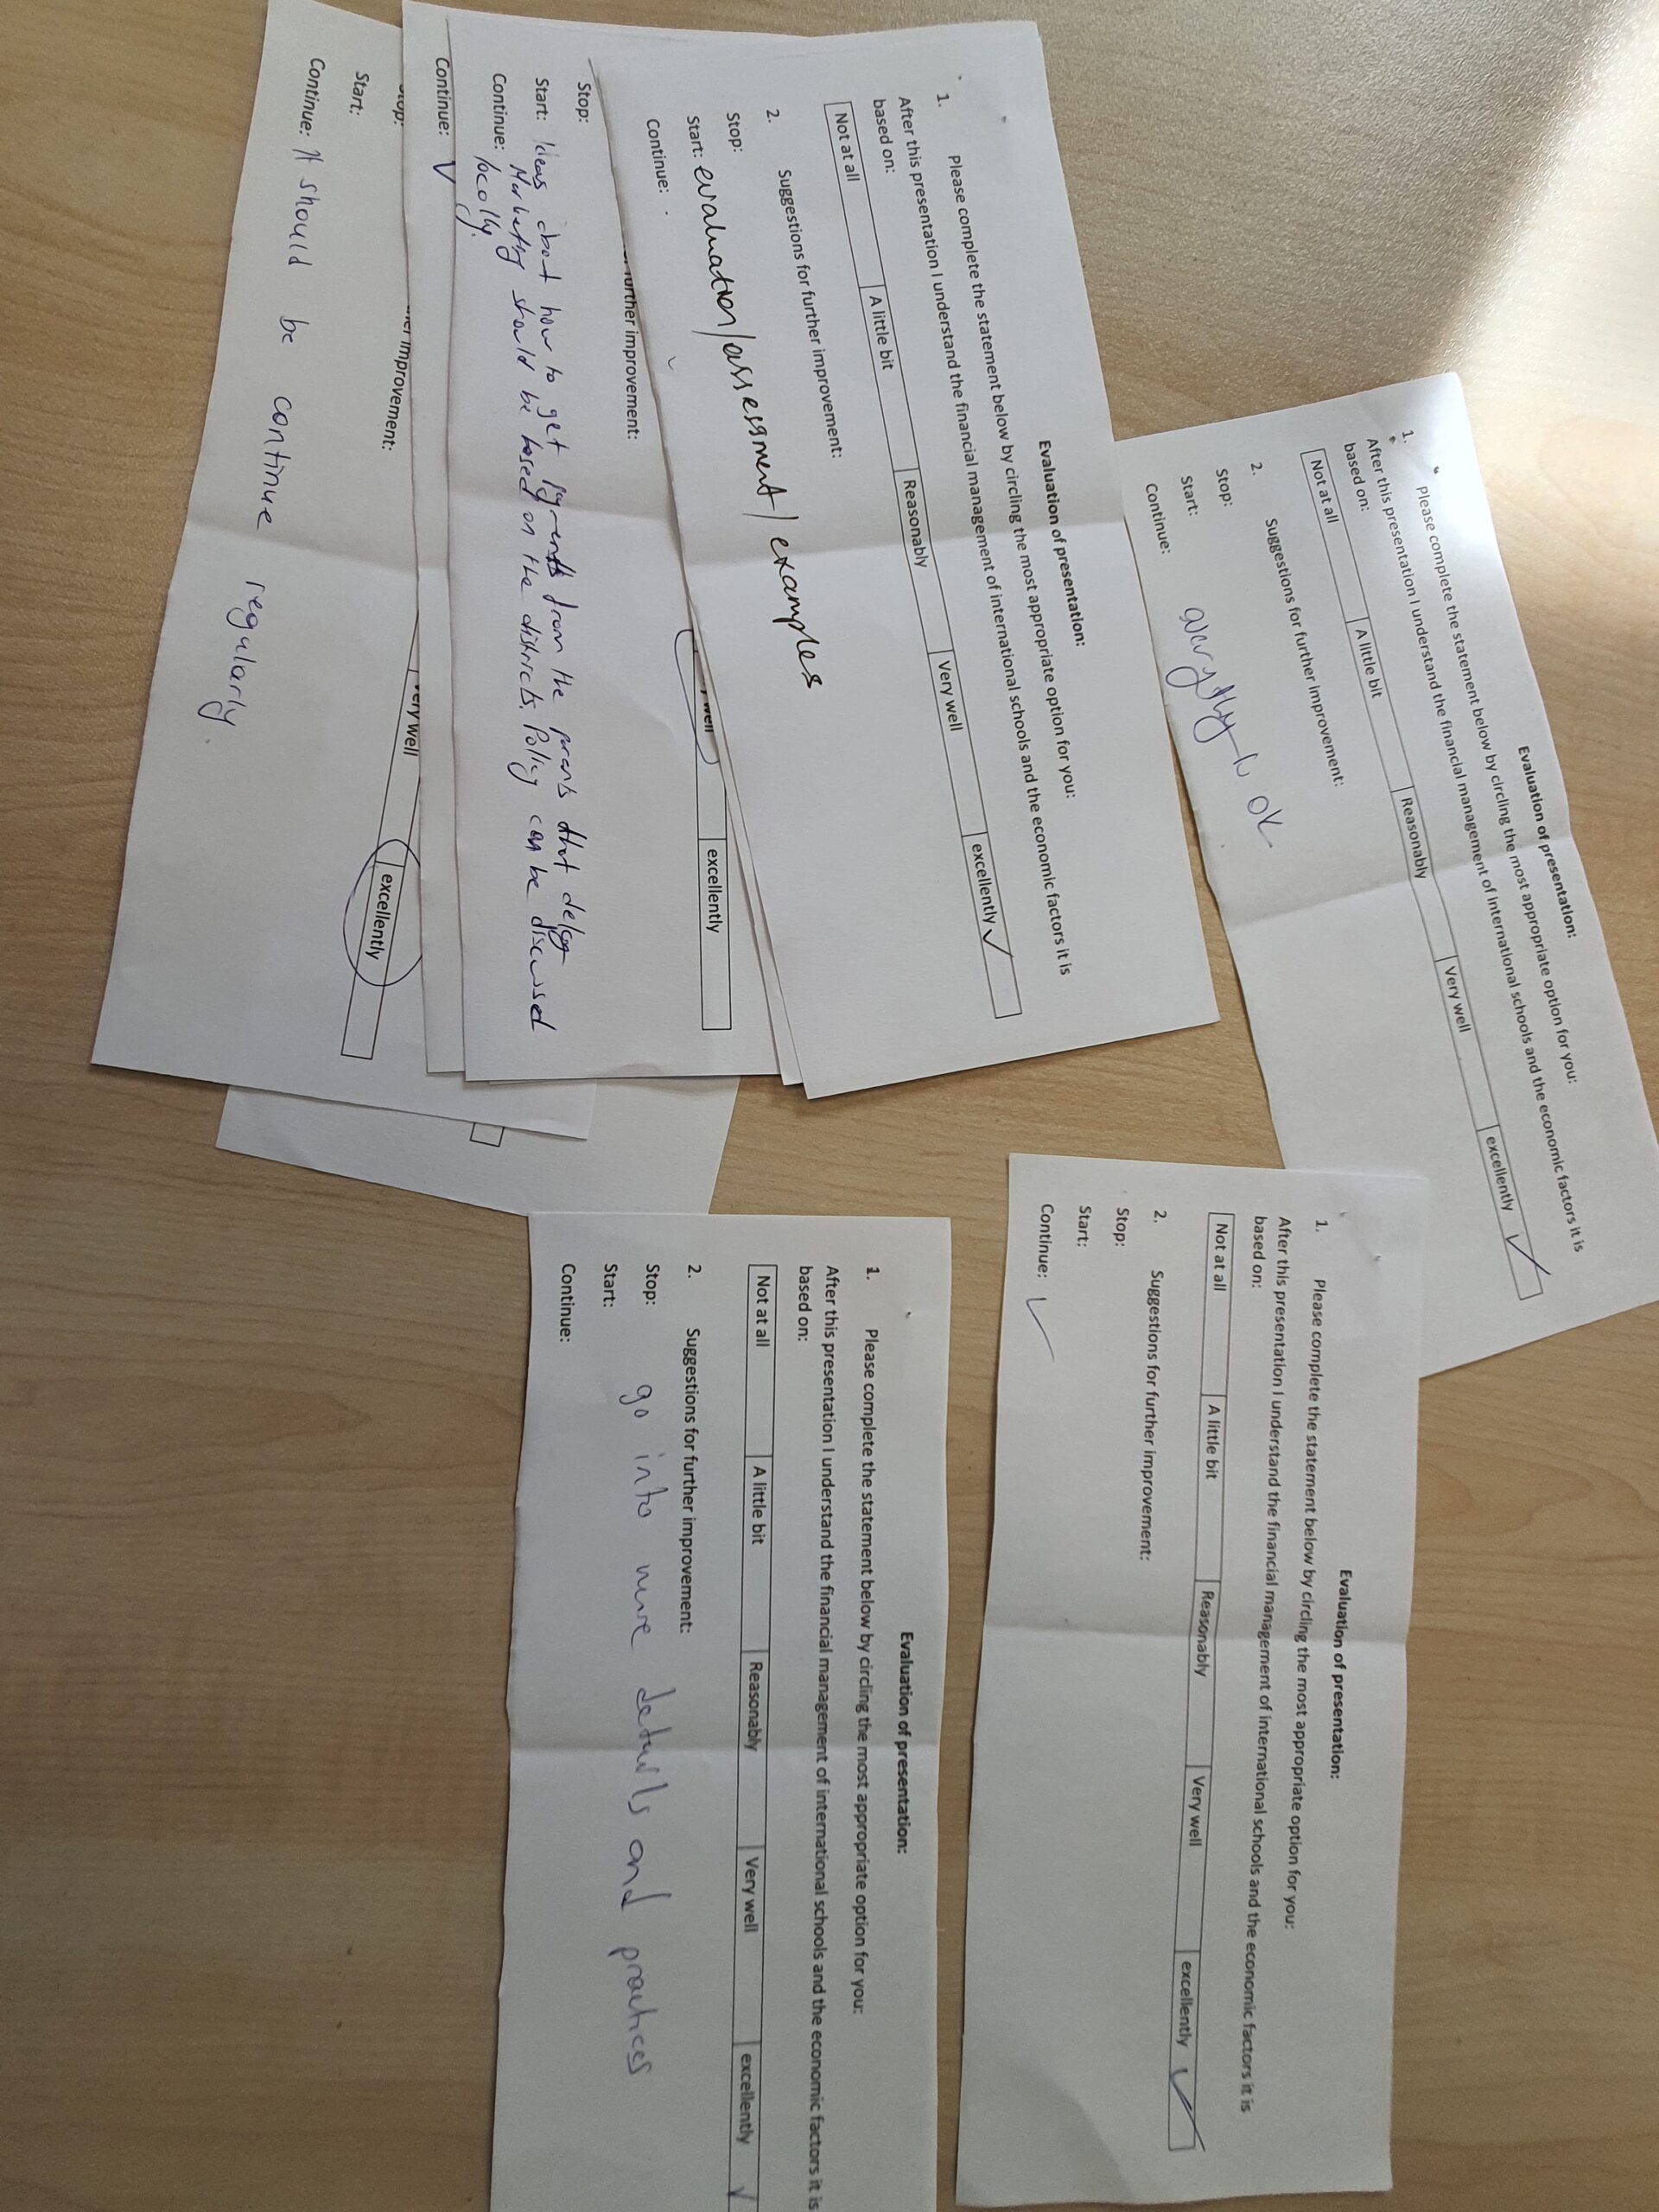 Evaluation of presentation:
1. Please complete the statement below by circling the most appropriate option for you:
After this presentation I understand the financial management of international schools and the economic factors it is
based on:
Not at all A little bit Reasonably Very well excellently ✓
2. Suggestions for further improvement:
Stop:
Start:
Continue:
everything is ok
Evaluation of presentation:
1. Please complete the statement below by circling the most appropriate option for you:
After this presentation I understand the financial management of international schools and the economic factors it is
based on:
Not at all A little bit Reasonably Very well excellently ✓
2. Suggestions for further improvement:
Stop:
Start: evaluation/assessment/examples
Continue:
well excellently
further improvement:
Stop:
Start: Ideas about how to get payments from the parents that delay
Continue: Marketing should be based on the districts. Policy can be discussed
locally.
Continue: ✓
very well excellently
improvement:
Stop:
Start:
Continue: It should be continue regularly.
Evaluation of presentation:
1. Please complete the statement below by circling the most appropriate option for you:
After this presentation I understand the financial management of international schools and the economic factors it is
based on:
Not at all A little bit Reasonably Very well excellently ✓
2. Suggestions for further improvement:
Stop:
Start:
Continue: ✓
Evaluation of presentation:
1. Please complete the statement below by circling the most appropriate option for you:
After this presentation I understand the financial management of international schools and the economic factors it is
based on:
Not at all A little bit Reasonably Very well excellently ✓
2. Suggestions for further improvement:
Stop:
Start: go into more details and practices
Continue: